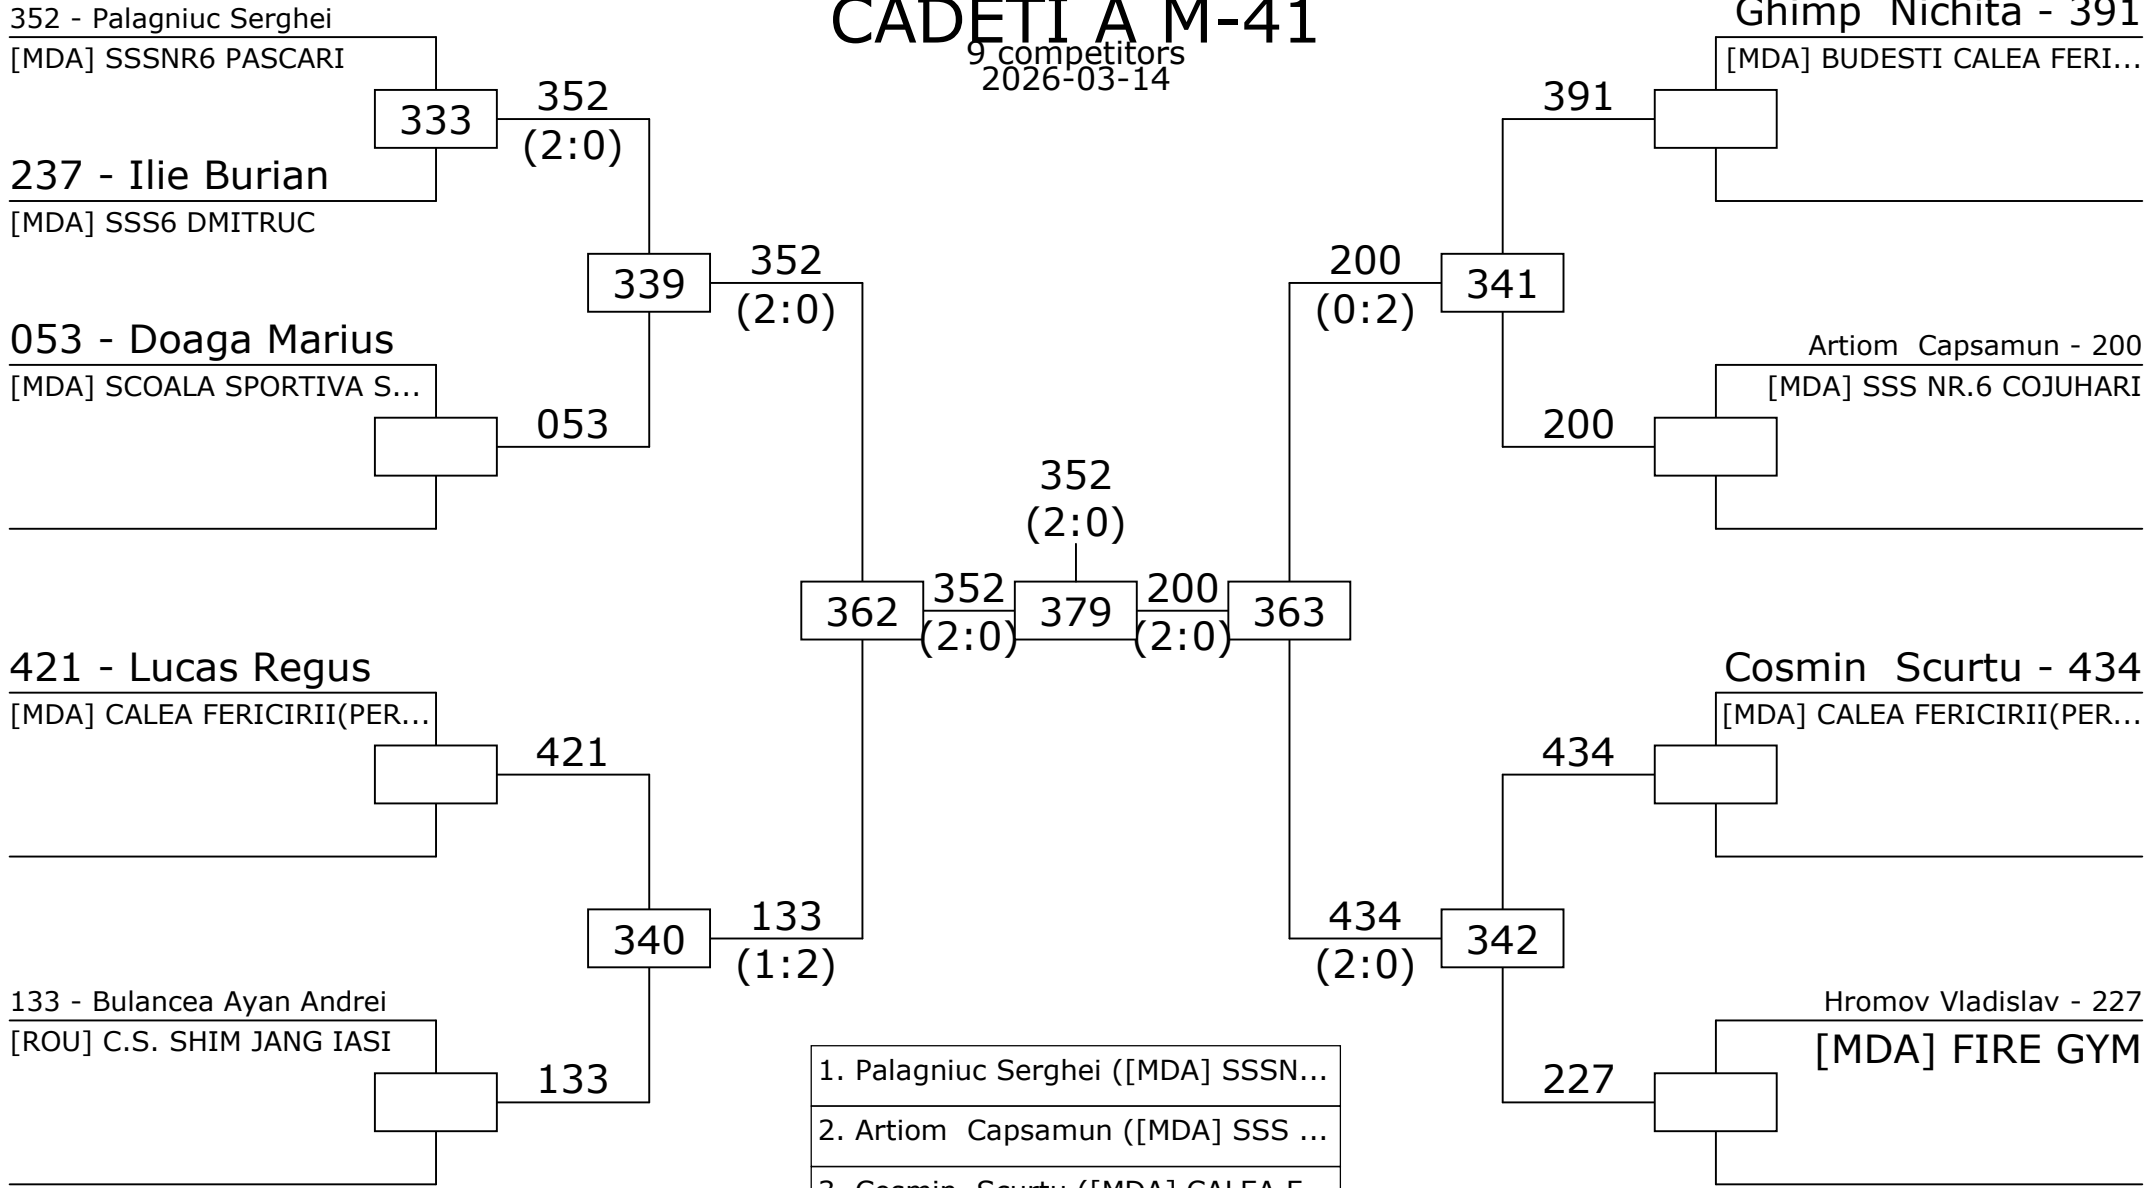 CADETI A M-41
9 competitors
2026-03-14
352 - Palagniuc Serghei
[MDA] SSSNR6 PASCARI
333
352
(2:0)
237 - Ilie Burian
[MDA] SSS6 DMITRUC
339
352
(2:0)
053 - Doaga Marius
[MDA] SCOALA SPORTIVA S...
053
421 - Lucas Regus
[MDA] CALEA FERICIRII(PER...
421
340
133
(1:2)
133 - Bulancea Ayan Andrei
[ROU] C.S. SHIM JANG IASI
133
362
352
(2:0)
352
(2:0)
379
200
(2:0)
363
Ghimp Nichita - 391
[MDA] BUDESTI CALEA FERI...
391
200
(0:2)
341
Artiom Capsamun - 200
[MDA] SSS NR.6 COJUHARI
200
Cosmin Scurtu - 434
[MDA] CALEA FERICIRII(PER...
434
434
(2:0)
342
Hromov Vladislav - 227
[MDA] FIRE GYM
227
1. Palagniuc Serghei ([MDA] SSSN...
2. Artiom Capsamun ([MDA] SSS ...
3. Cosmin Scurtu ([MDA] CALEA F...